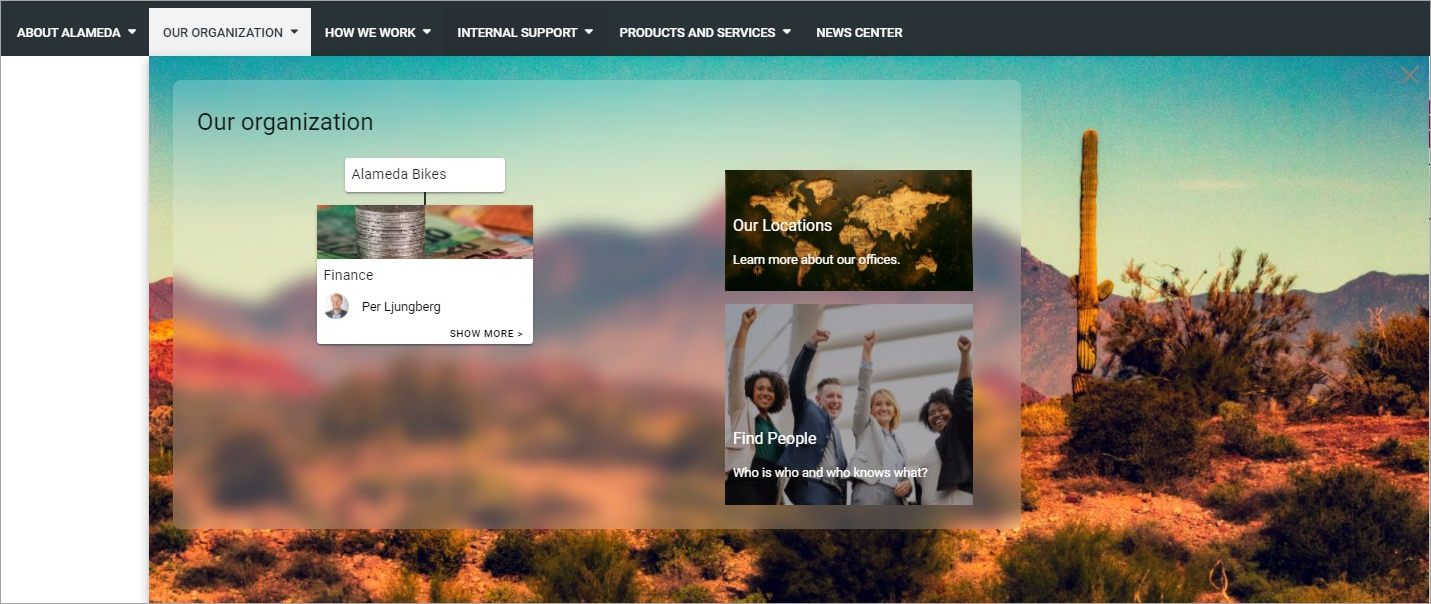 ABOUT ALAMEDA OUR ORGANIZATION HOW WE WORK INTERNAL SUPPORT PRODUCTS AND SERVICES NEWS CENTER
Our organization
Alameda Bikes
Finance
Per Ljungberg
SHOW MORE >
Our Locations
Learn more about our offices.
Find People
Who is who and who knows what?